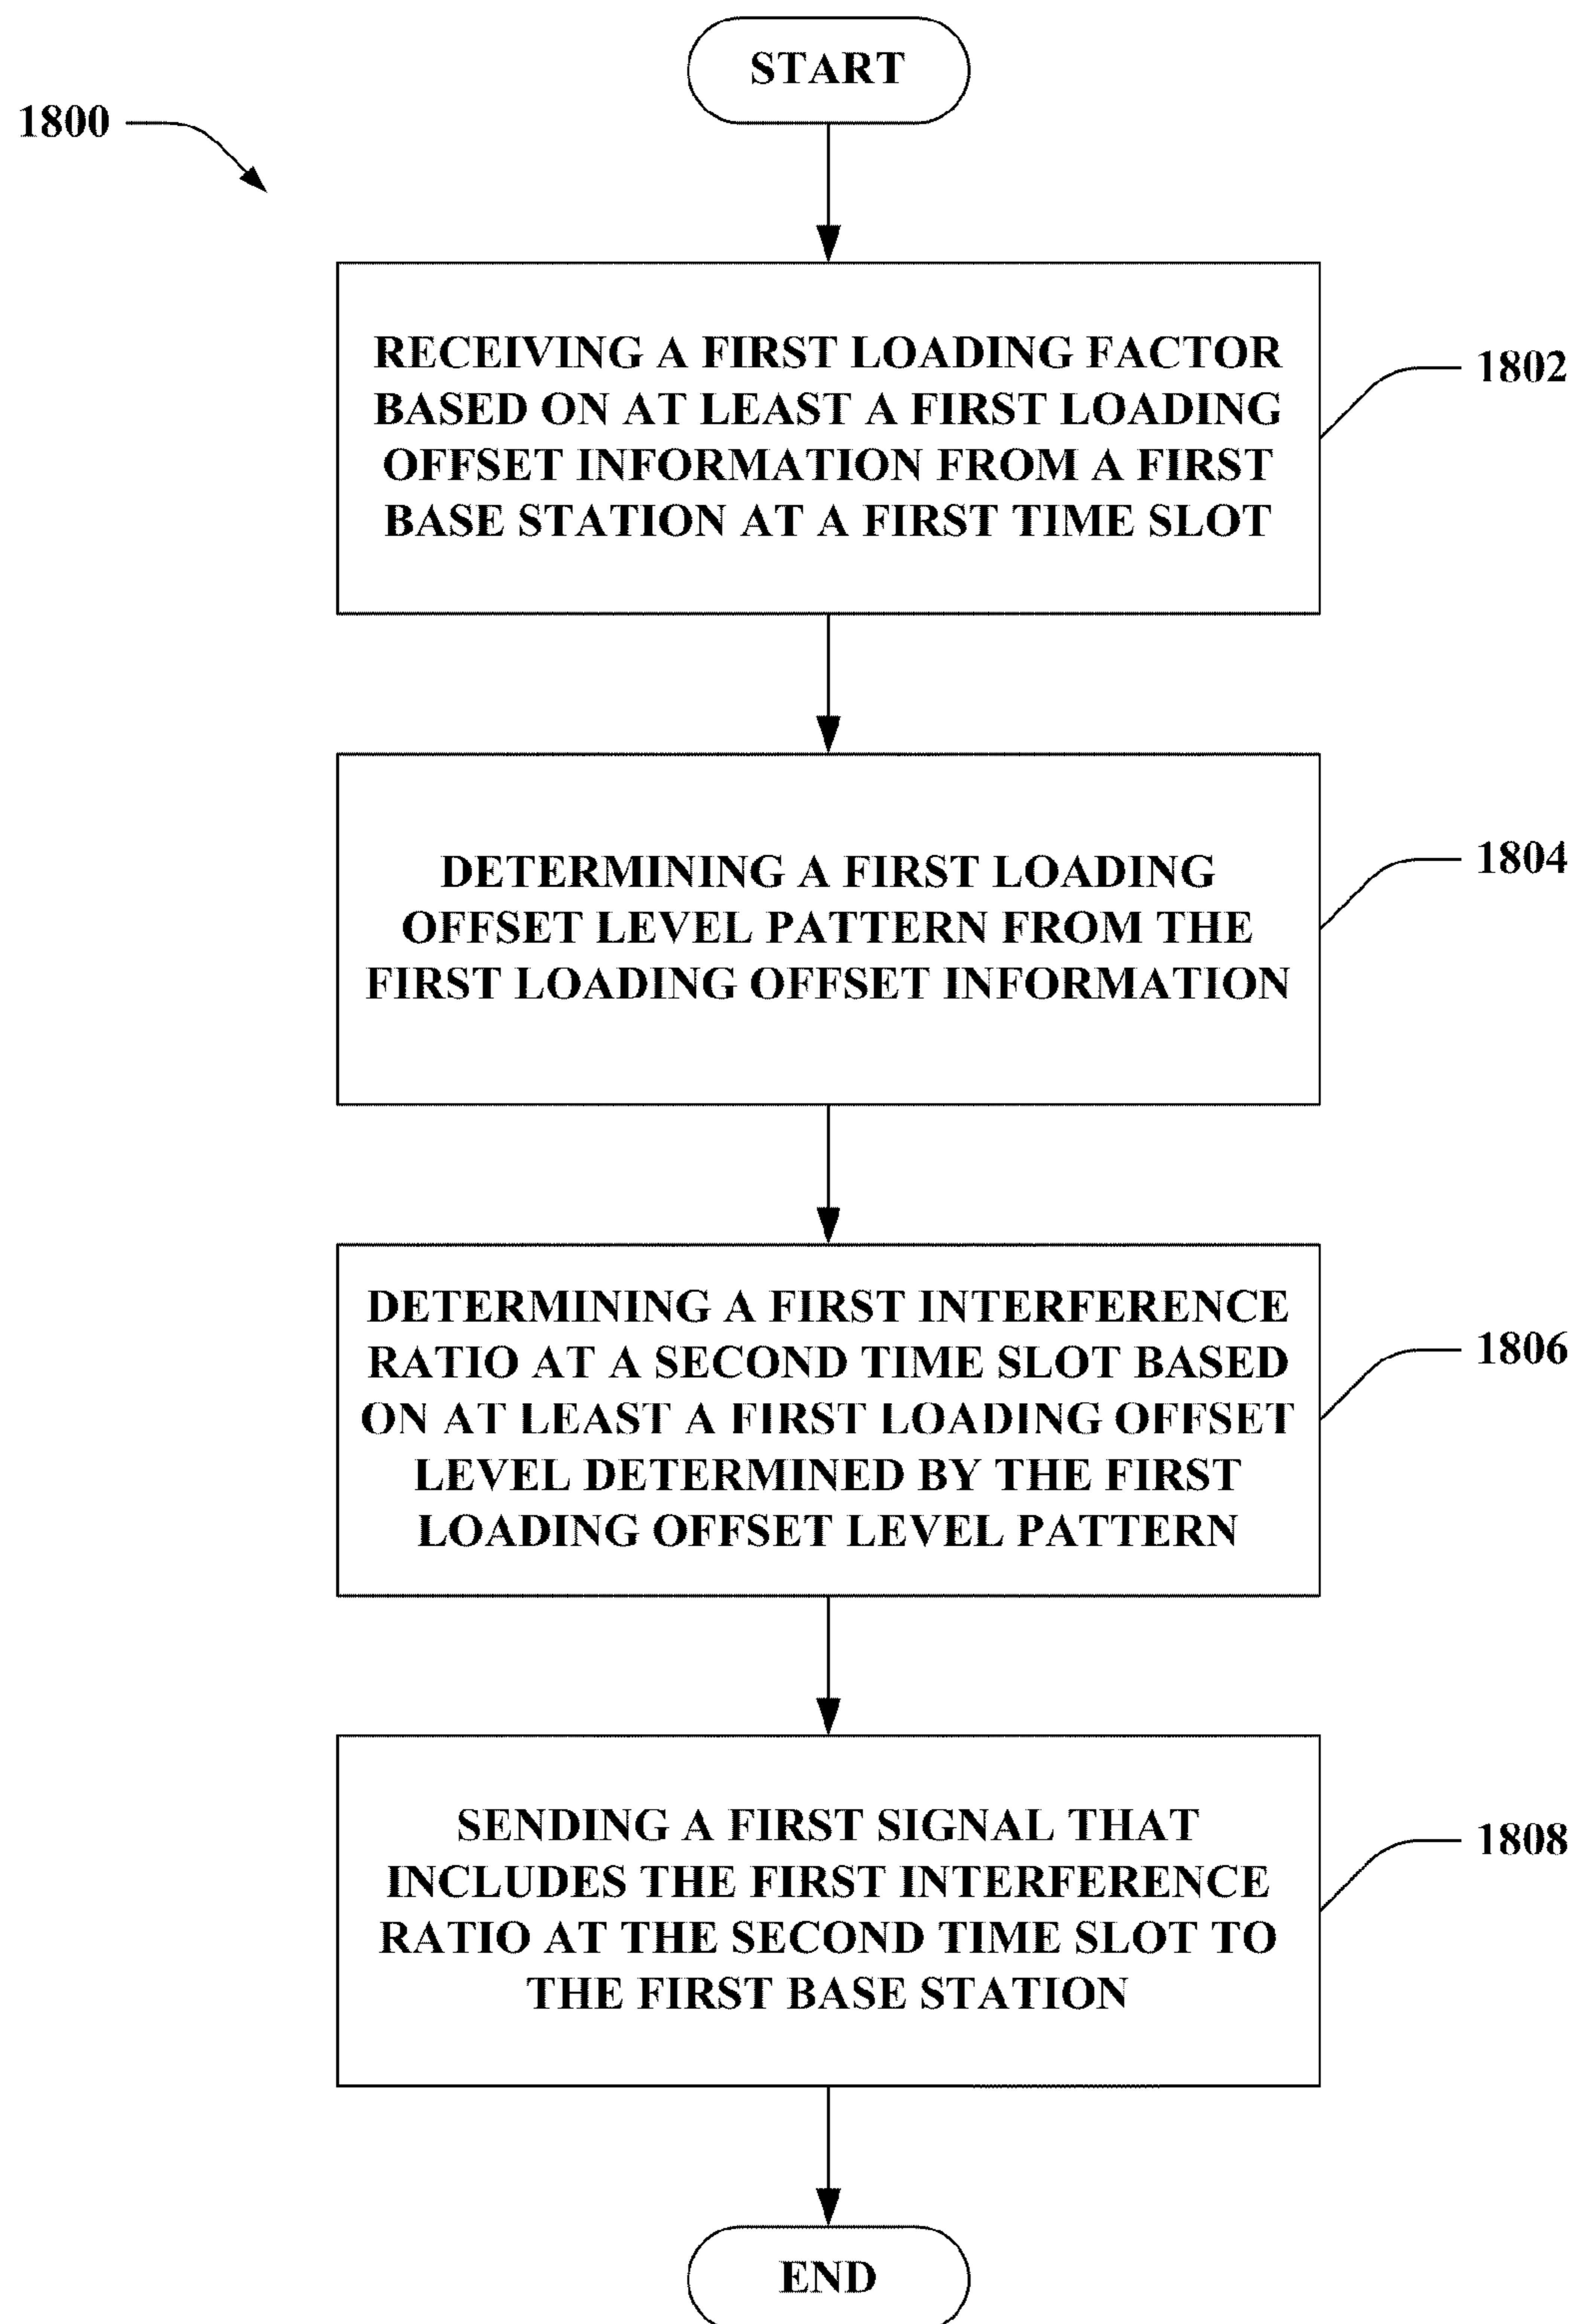 START
1800
RECEIVING A FIRST LOADING FACTOR
BASED ON AT LEAST A FIRST LOADING
OFFSET INFORMATION FROM A FIRST
BASE STATION AT A FIRST TIME SLOT
1802
DETERMINING A FIRST LOADING
OFFSET LEVEL PATTERN FROM THE
FIRST LOADING OFFSET INFORMATION
1804
DETERMINING A FIRST INTERFERENCE
RATIO AT A SECOND TIME SLOT BASED
ON AT LEAST A FIRST LOADING OFFSET
LEVEL DETERMINED BY THE FIRST
LOADING OFFSET LEVEL PATTERN
1806
SENDING A FIRST SIGNAL THAT
INCLUDES THE FIRST INTERFERENCE
RATIO AT THE SECOND TIME SLOT TO
THE FIRST BASE STATION
1808
END